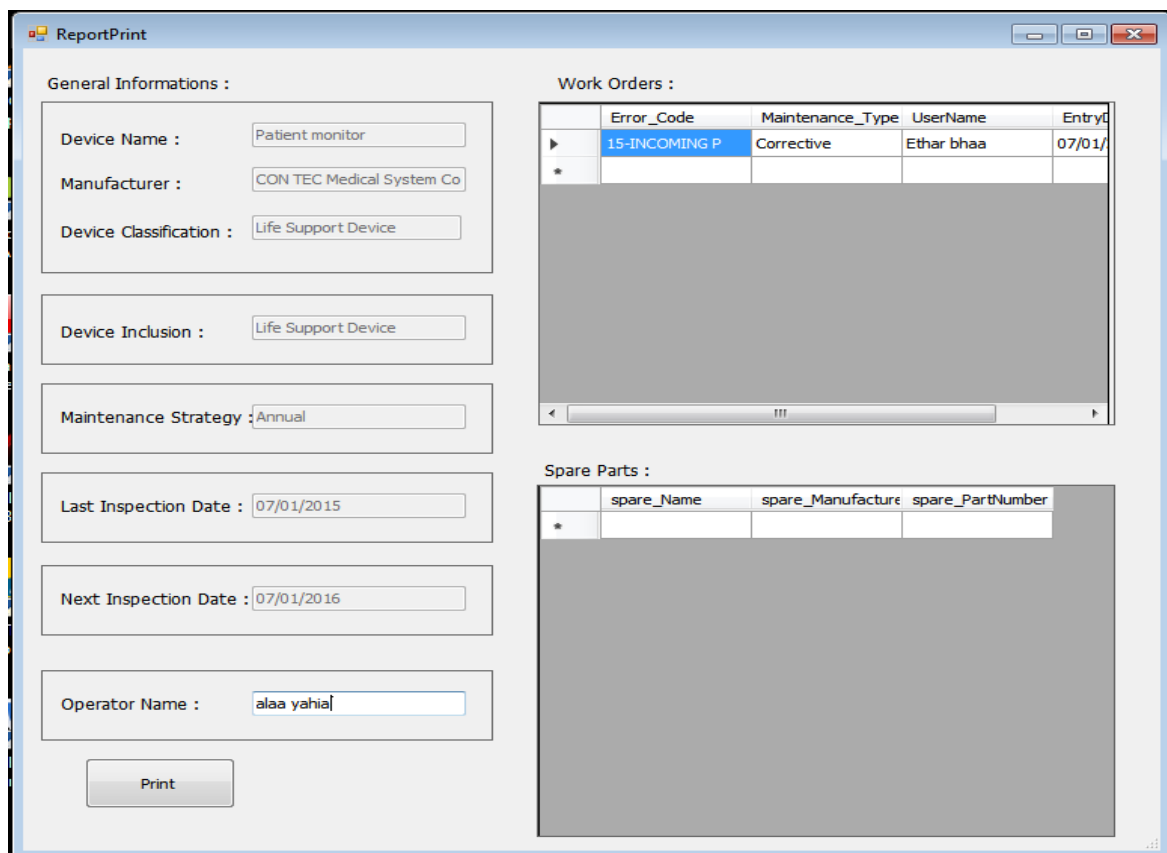 ReportPrint
General Informations :
Device Name : Patient monitor
Manufacturer : CON TEC Medical System Co
Device Classification : Life Support Device
Device Inclusion : Life Support Device
Maintenance Strategy : Annual
Last Inspection Date : 07/01/2015
Next Inspection Date : 07/01/2016
Operator Name : alaa yahia
Print
Work Orders :
Error_Code Maintenance_Type UserName EntryD
15-INCOMING P Corrective Ethar bhaa 07/01/
Spare Parts :
spare_Name spare_Manufacture spare_PartNumber